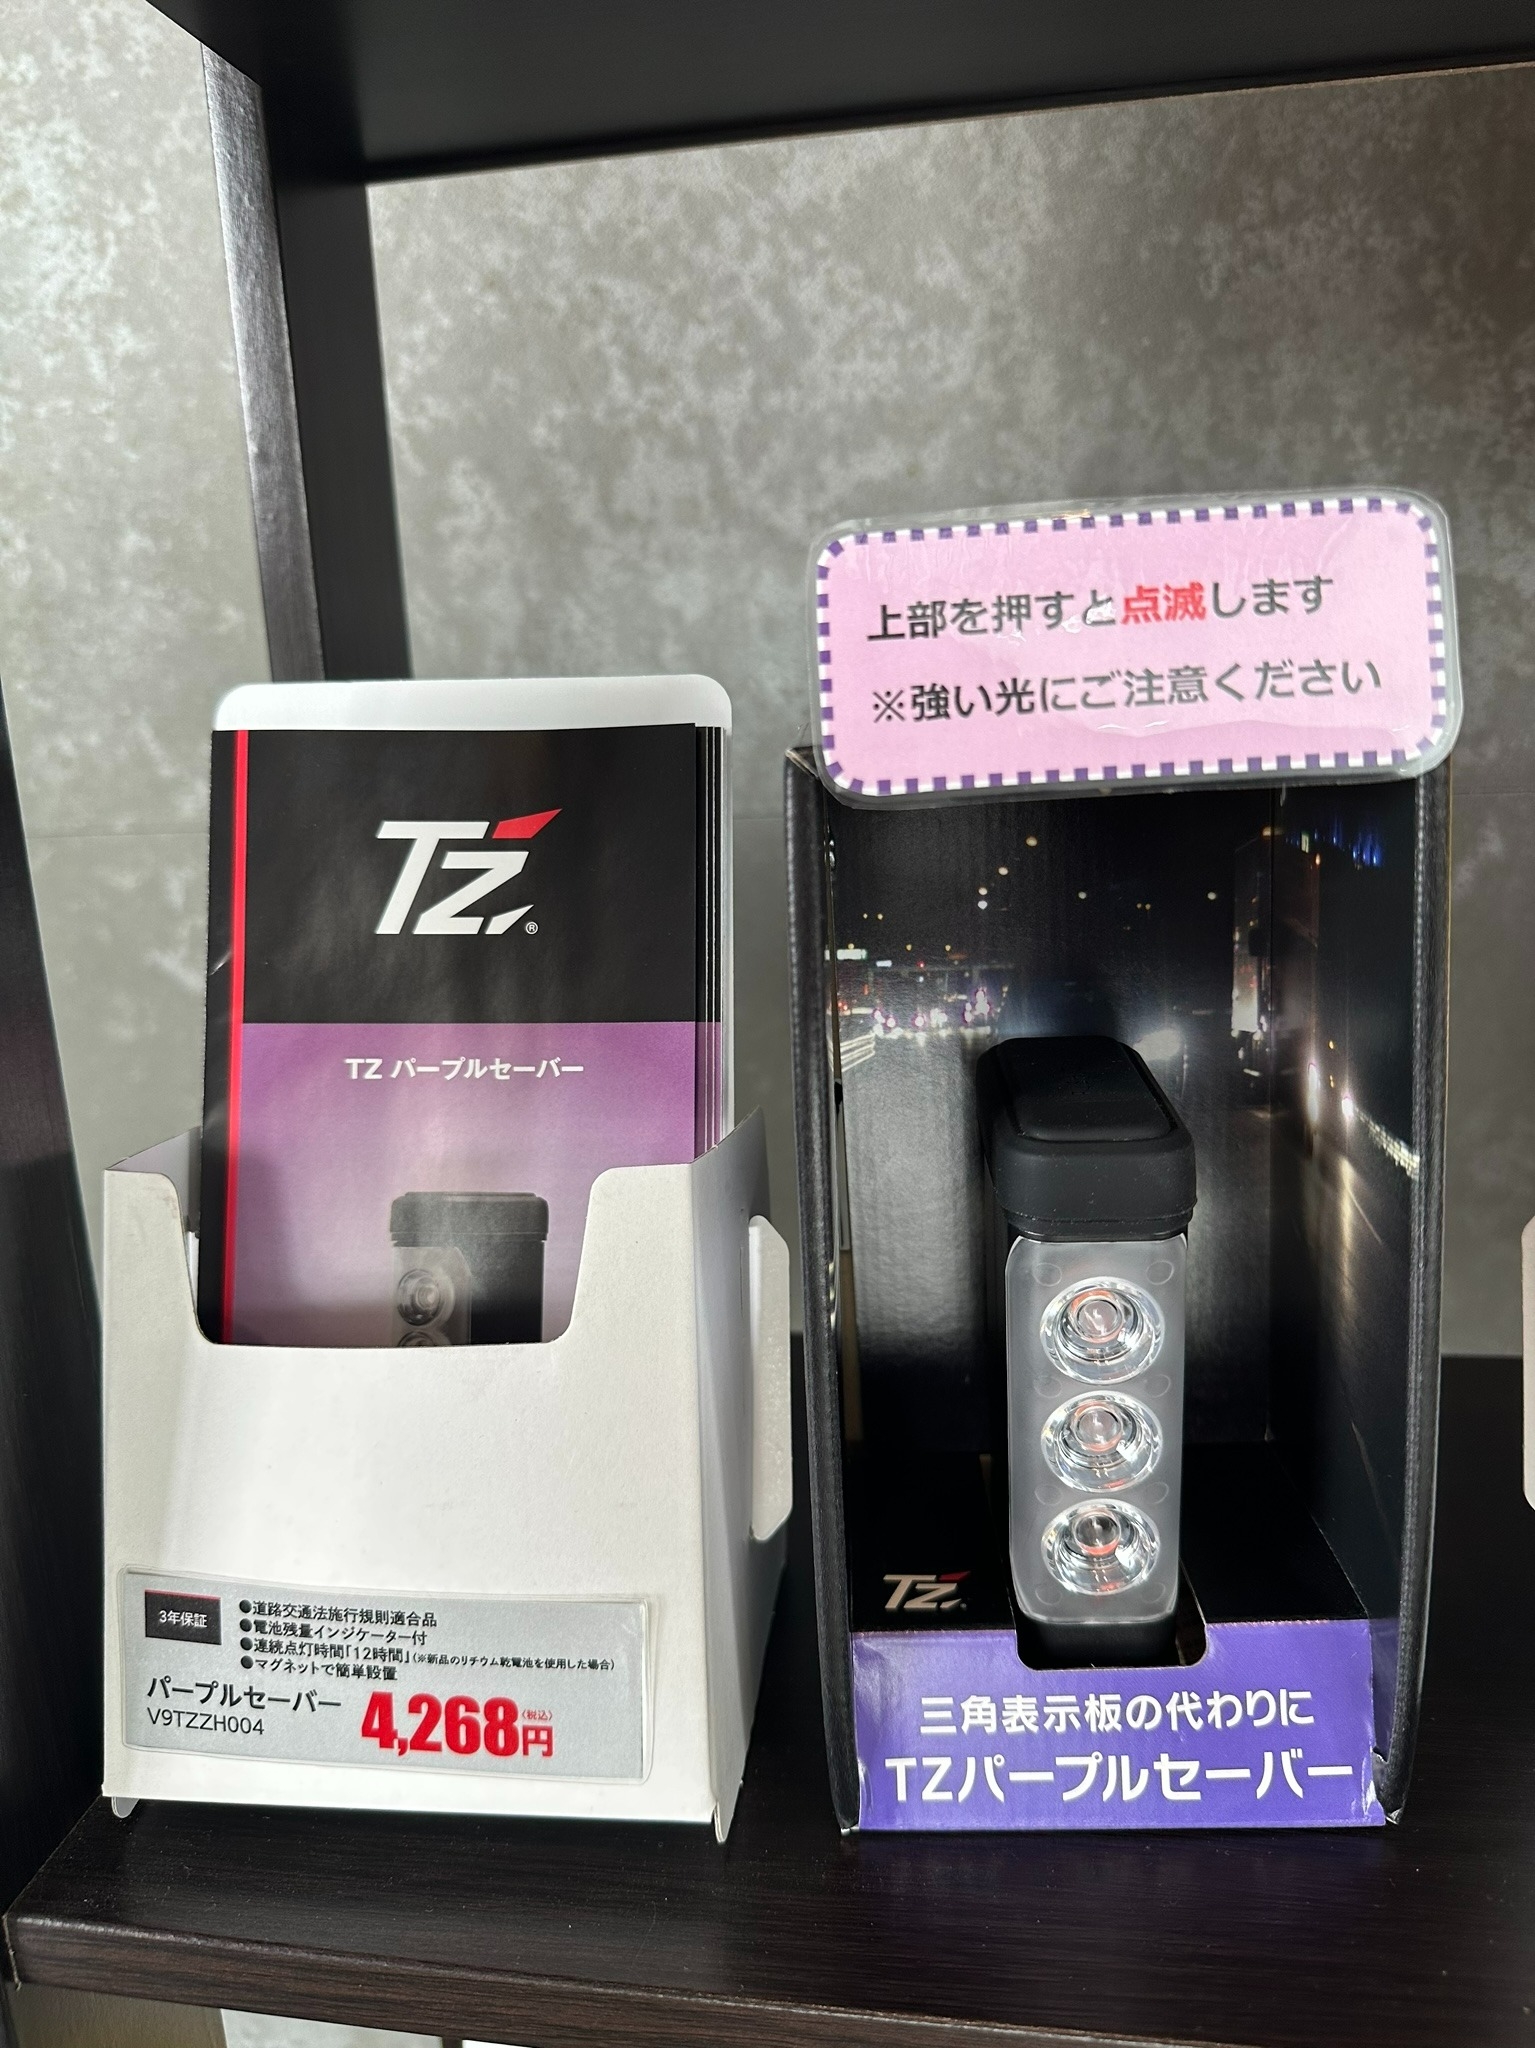 上部を押すと点滅します
※強い光にご注意ください
TZ®
TZ パープルセーバー
3年保証
●道路交通法施行規則適合品
●電池残量インジケーター付
●連続点灯時間「12時間」(※新品のリチウム乾電池を使用した場合)
●マグネットで簡単設置
パープルセーバー
V9TZZH004
4,268円(税込)
TZ
三角表示板の代わりに
TZパープルセーバー